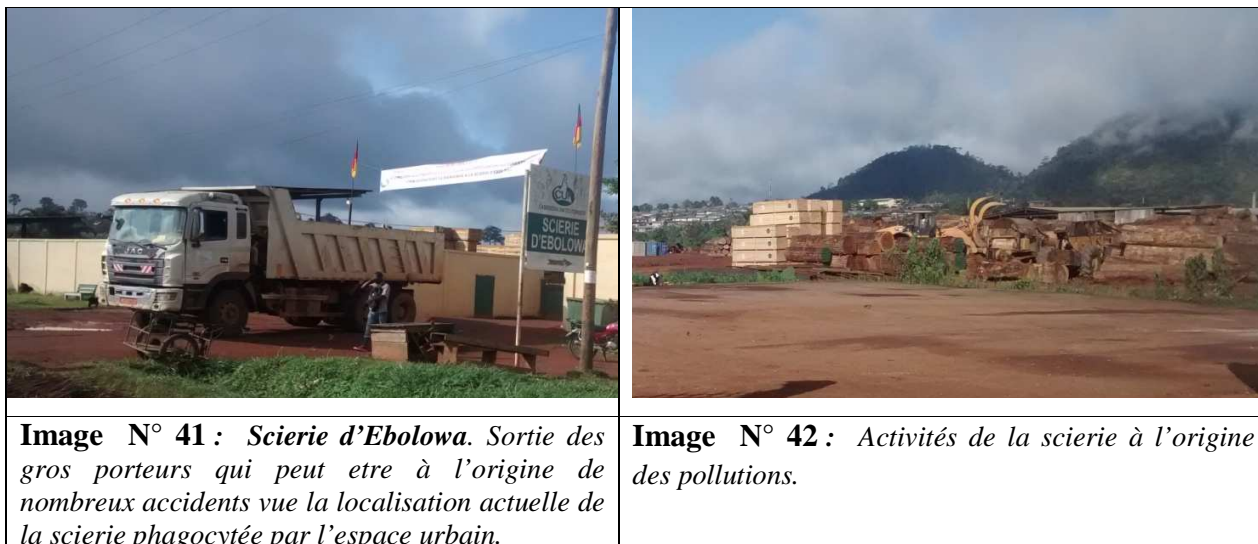 SCIERIE
D'EBOLOWA
Image N° 41 : Scierie d'Ebolowa. Sortie des
gros porteurs qui peut etre à l'origine de
nombreux accidents vue la localisation actuelle de
la scierie phagocytée par l'espace urbain.
Image N° 42 : Activités de la scierie à l'origine
des pollutions.